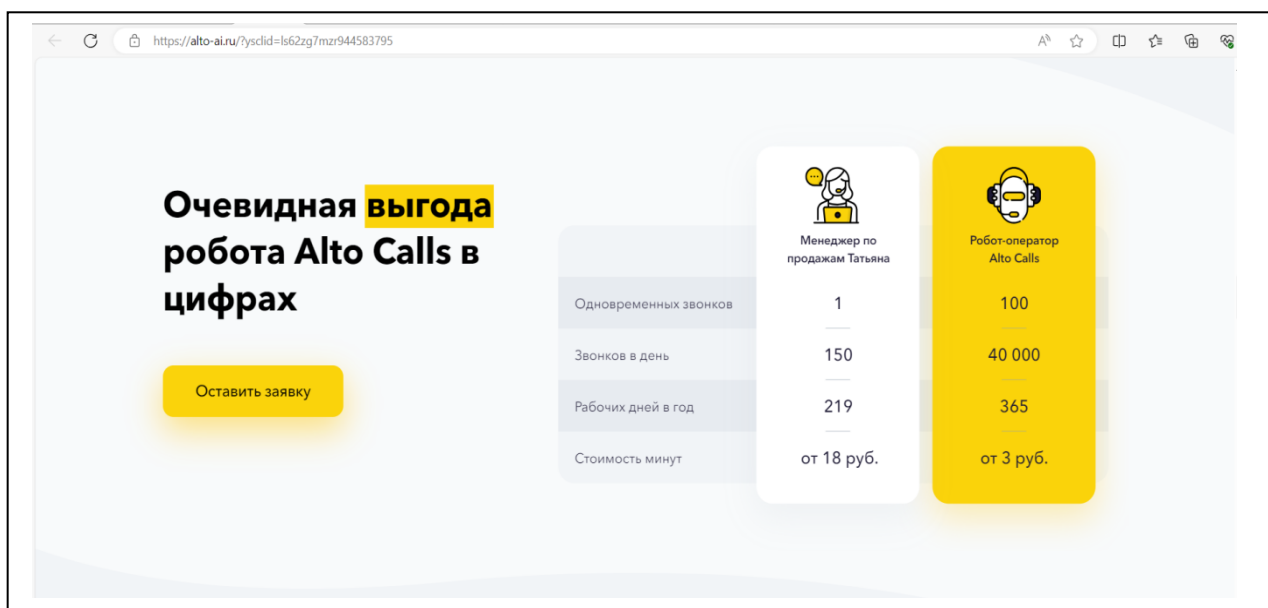 https://alto-ai.ru/?ysclid=ls62zg7mzr944583795
Очевидная выгода
робота Alto Calls в
цифрах
Оставить заявку
Менеджер по
продажам Татьяна
Робот-оператор
Alto Calls
Одновременных звонков 1 100
Звонков в день 150 40 000
Рабочих дней в год 219 365
Стоимость минут от 18 руб. от 3 руб.